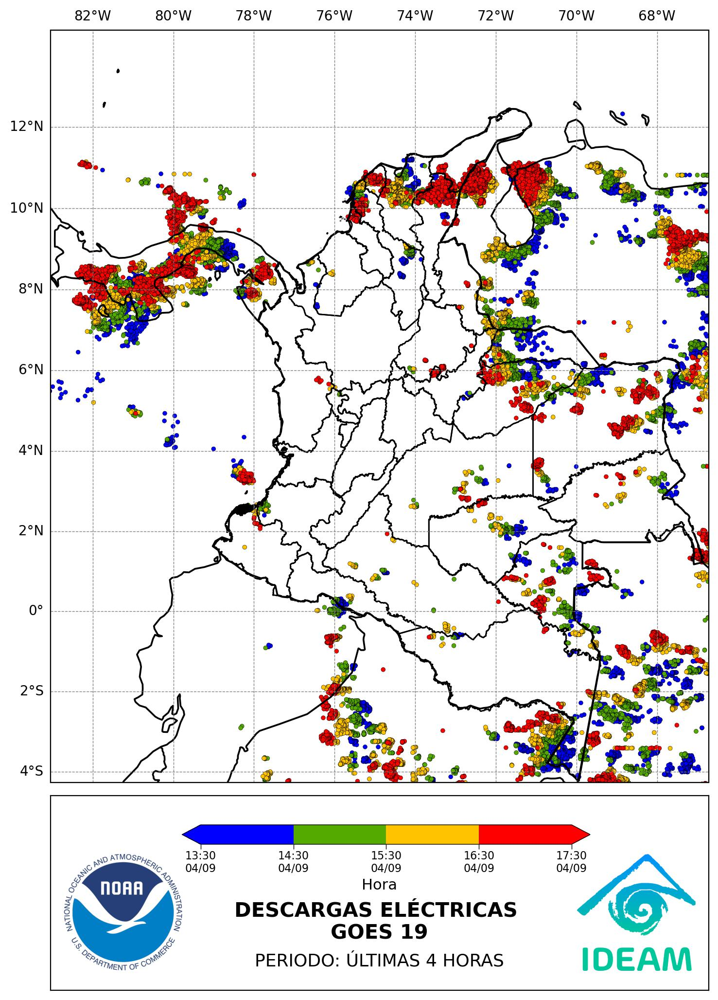 82°W 80°W 78°W 76°W 74°W 72°W 70°W 68°W
12°N
10°N
8°N
6°N
4°N
2°N
0°
2°S
4°S
13:30 14:30 15:30 16:30 17:30
04/09 04/09 04/09 04/09 04/09
Hora
DESCARGAS ELÉCTRICAS
GOES 19
PERIODO: ÚLTIMAS 4 HORAS
NATIONAL OCEANIC AND ATMOSPHERIC ADMINISTRATION
NOAA
U.S. DEPARTMENT OF COMMERCE
IDEAM